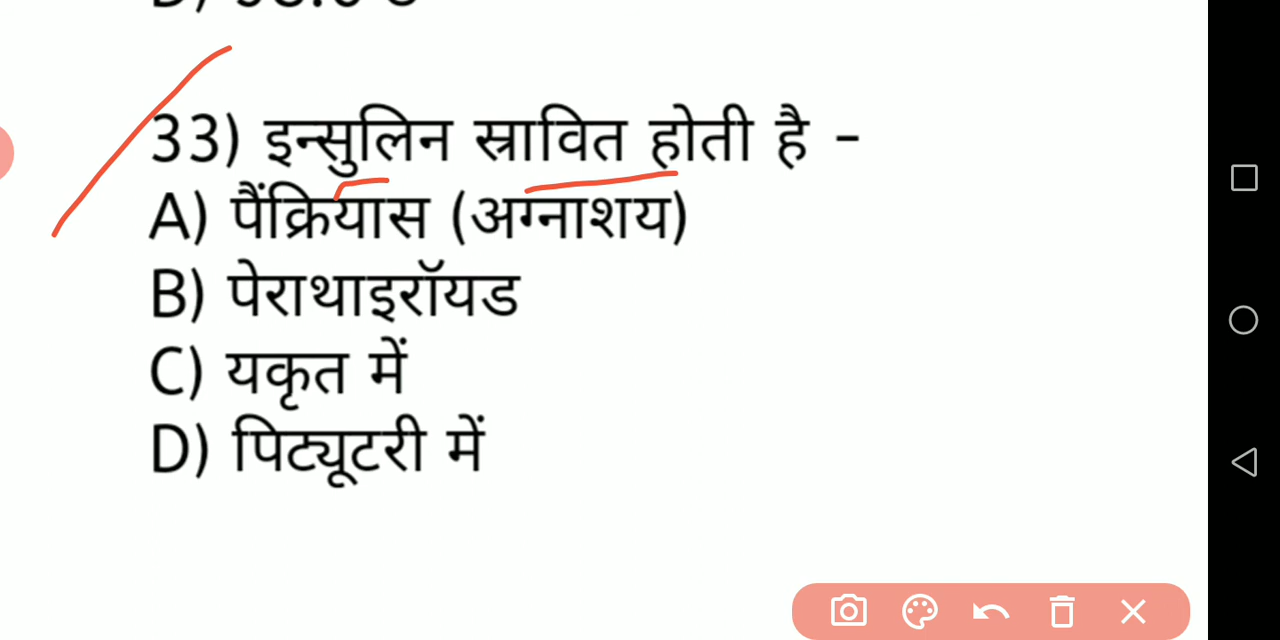 33) इन्सुलिन स्रावित होती है -
A) पैंक्रियास (अग्नाशय)
B) पेराथाइरॉयड
C) यकृत में
D) पिट्यूटरी में